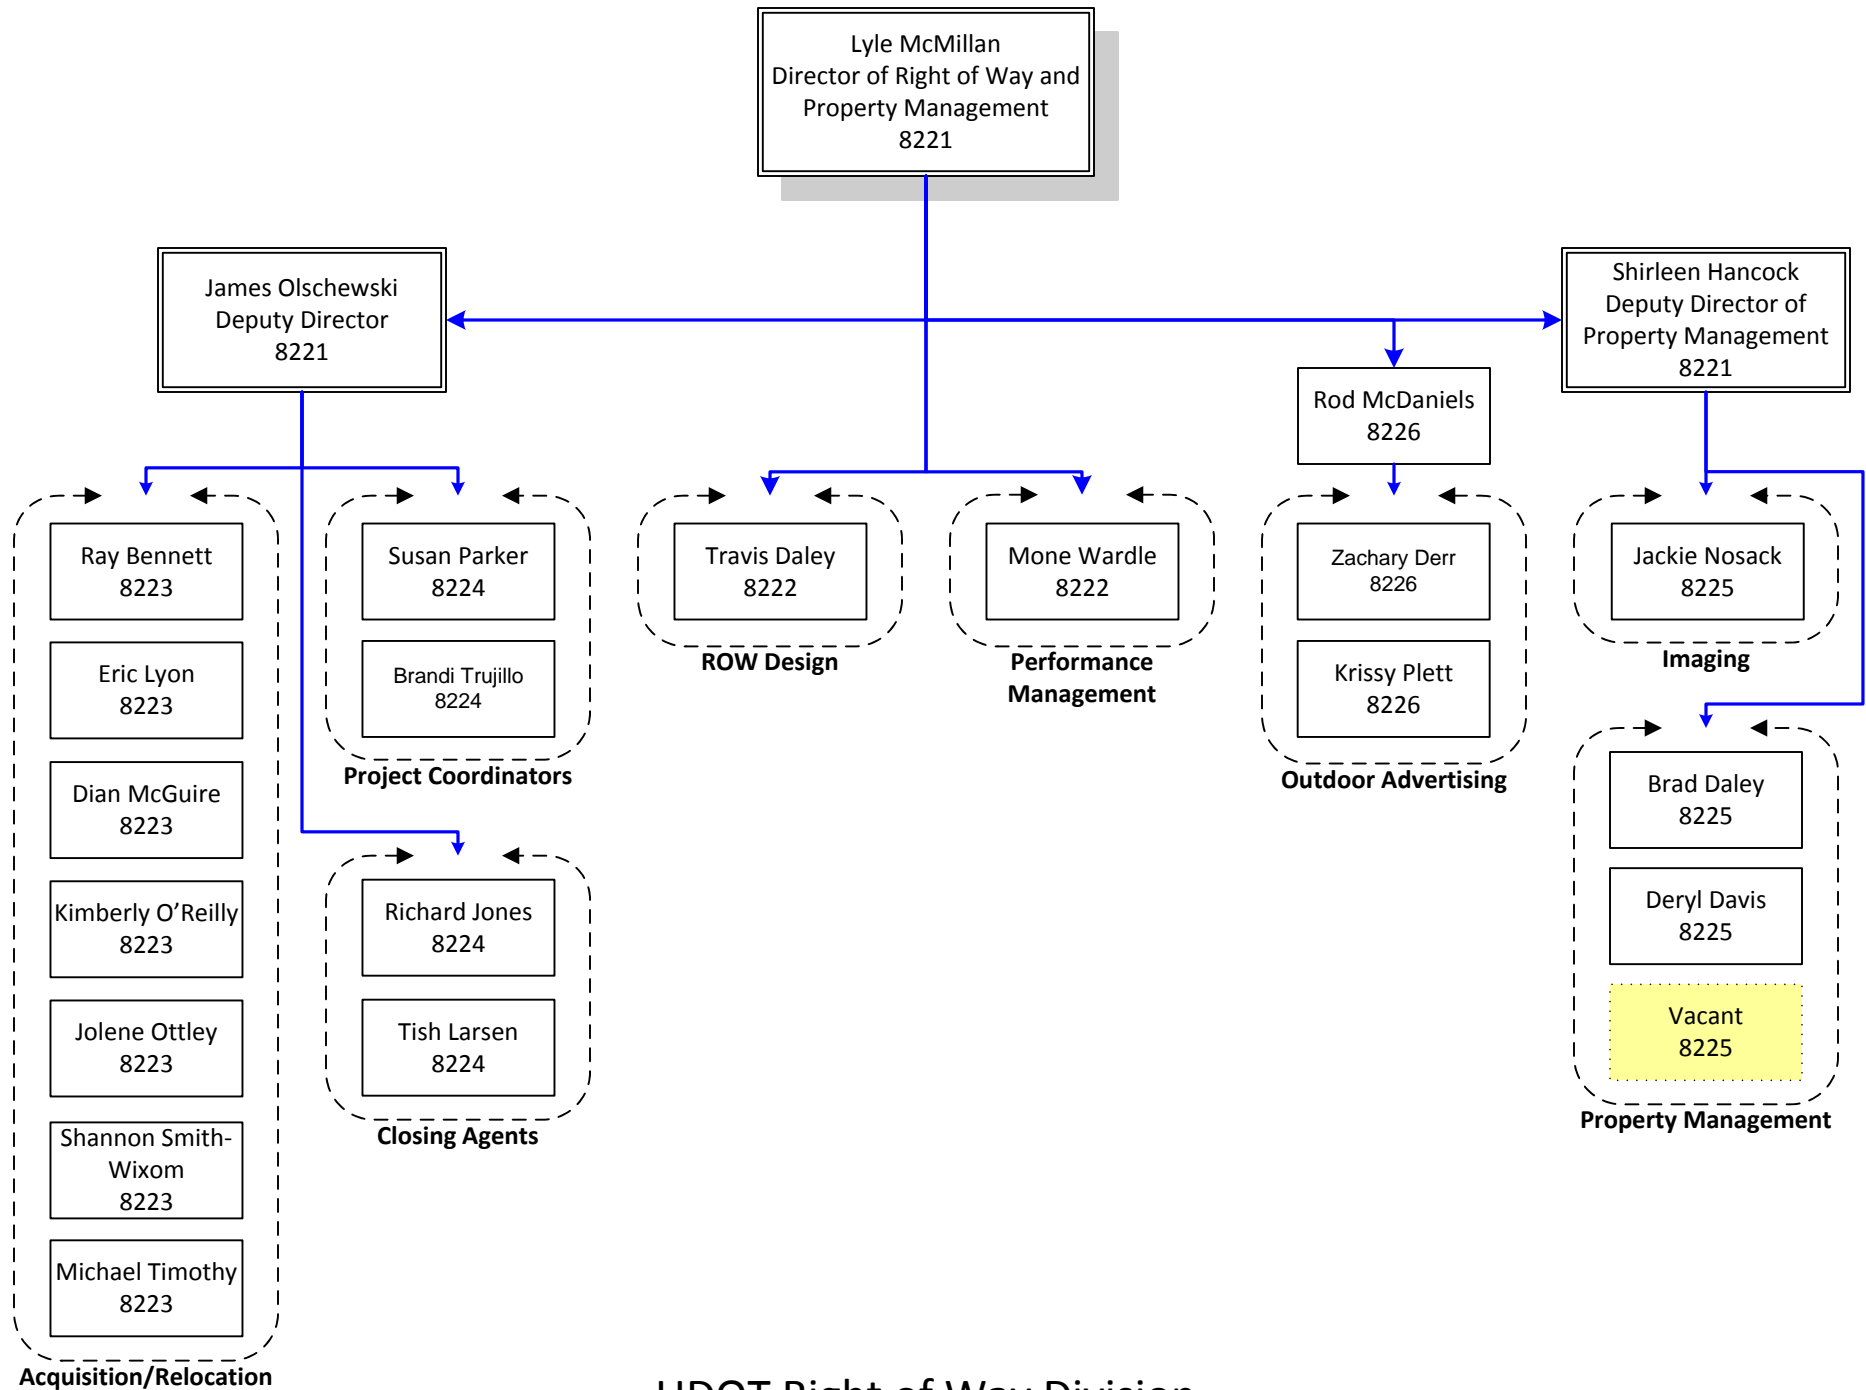 Lyle McMillan
Director of Right of Way and
Property Management
8221
James Olschewski
Deputy Director
8221
Shirleen Hancock
Deputy Director of
Property Management
8221
Rod McDaniels
8226
Ray Bennett
8223
Eric Lyon
8223
Dian McGuire
8223
Kimberly O’Reilly
8223
Jolene Ottley
8223
Shannon Smith-
Wixom
8223
Michael Timothy
8223
Acquisition/Relocation
Susan Parker
8224
Brandi Trujillo
8224
Project Coordinators
Richard Jones
8224
Tish Larsen
8224
Closing Agents
Travis Daley
8222
ROW Design
Mone Wardle
8222
Performance
Management
Zachary Derr
8226
Krissy Plett
8226
Outdoor Advertising
Jackie Nosack
8225
Imaging
Brad Daley
8225
Deryl Davis
8225
Vacant
8225
Property Management
UDOT Right of Way Division